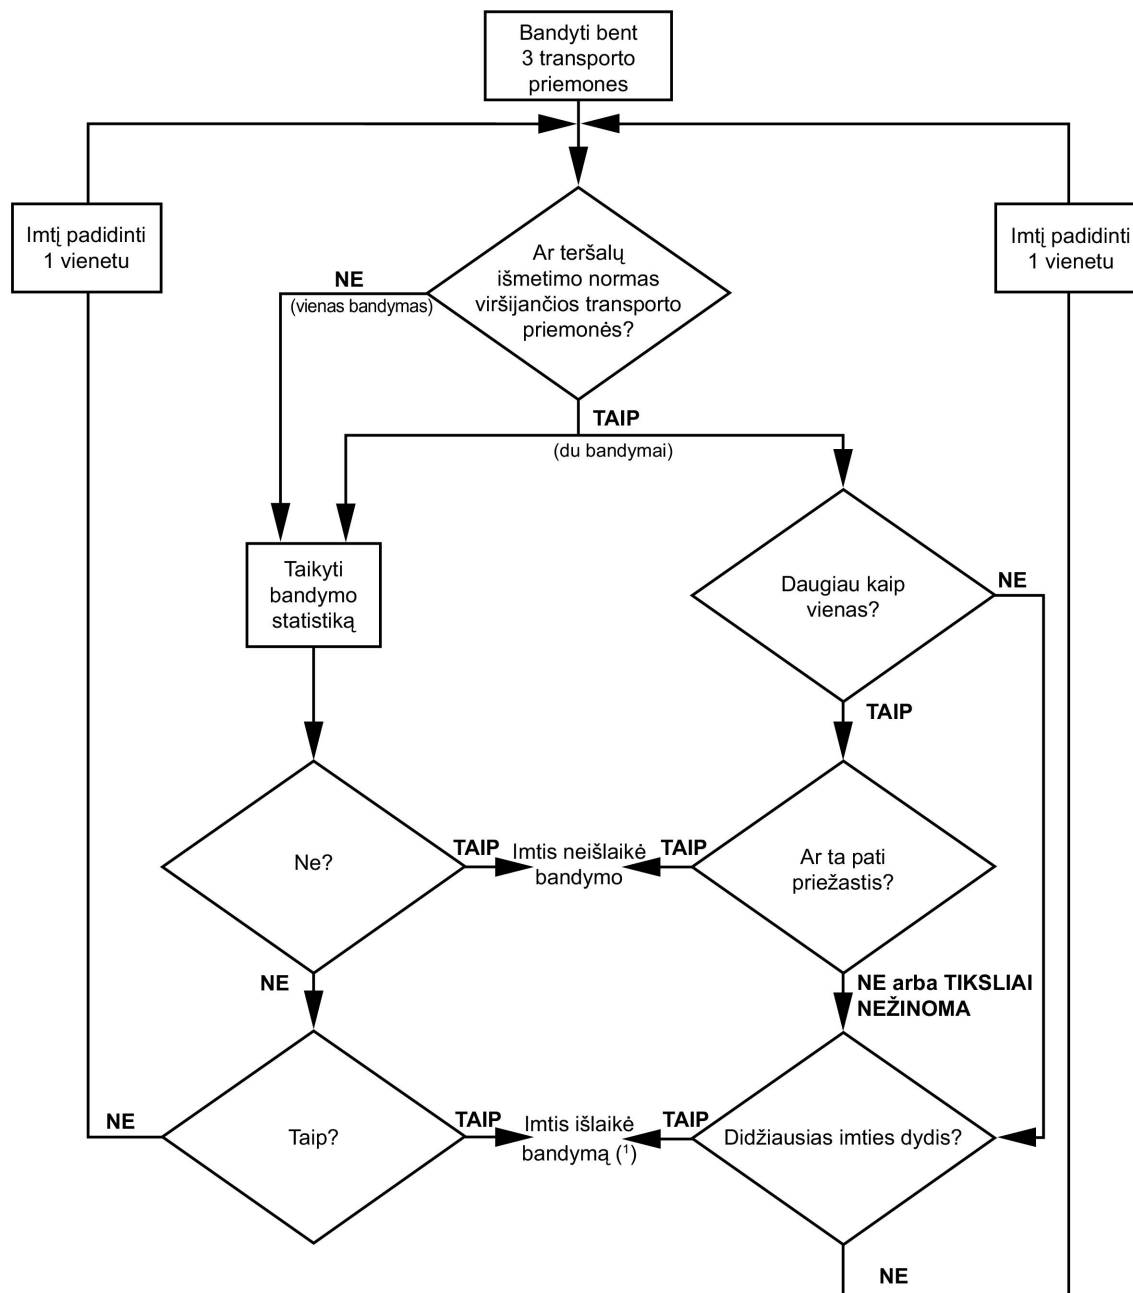 Bandyti bent
3 transporto
priemones
Imtį padidinti
1 vienetu
Imtį padidinti
1 vienetu
Ar teršalų
išmetimo normas
viršijančios transporto
priemonės?
NE
(vienas bandymas)
TAIP
(du bandymai)
Taikyti
bandymo
statistiką
Daugiau kaip
vienas?
NE
TAIP
Ne?
TAIP
Imtis neišlaikė
bandymo
TAIP
Ar ta pati
priežastis?
NE
NE arba TIKSLIAI
NEŽINOMA
NE
Taip?
TAIP
Imtis išlaikė
bandymą (¹)
TAIP
Didžiausias imties dydis?
NE